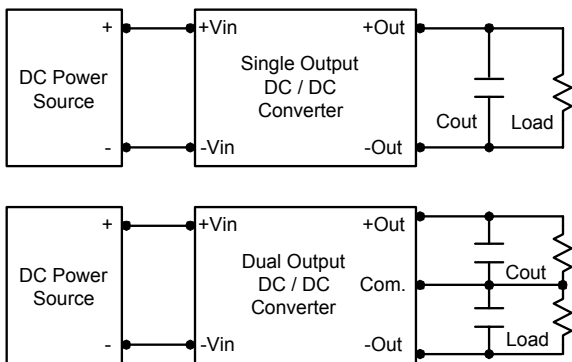 + +Vin +Out
DC Power
Source
Single Output
DC / DC
Converter
Cout Load
- -Vin -Out
+ +Vin +Out
DC Power
Source
Dual Output
DC / DC
Converter
Com.
Cout
Load
- -Vin -Out